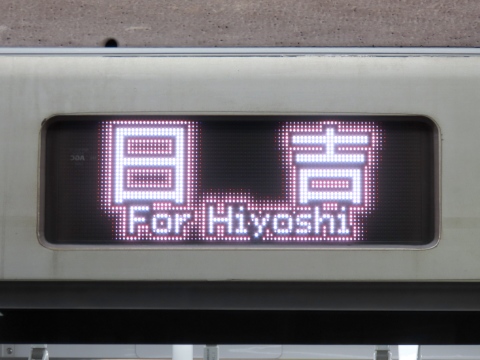 日吉
For Hiyoshi